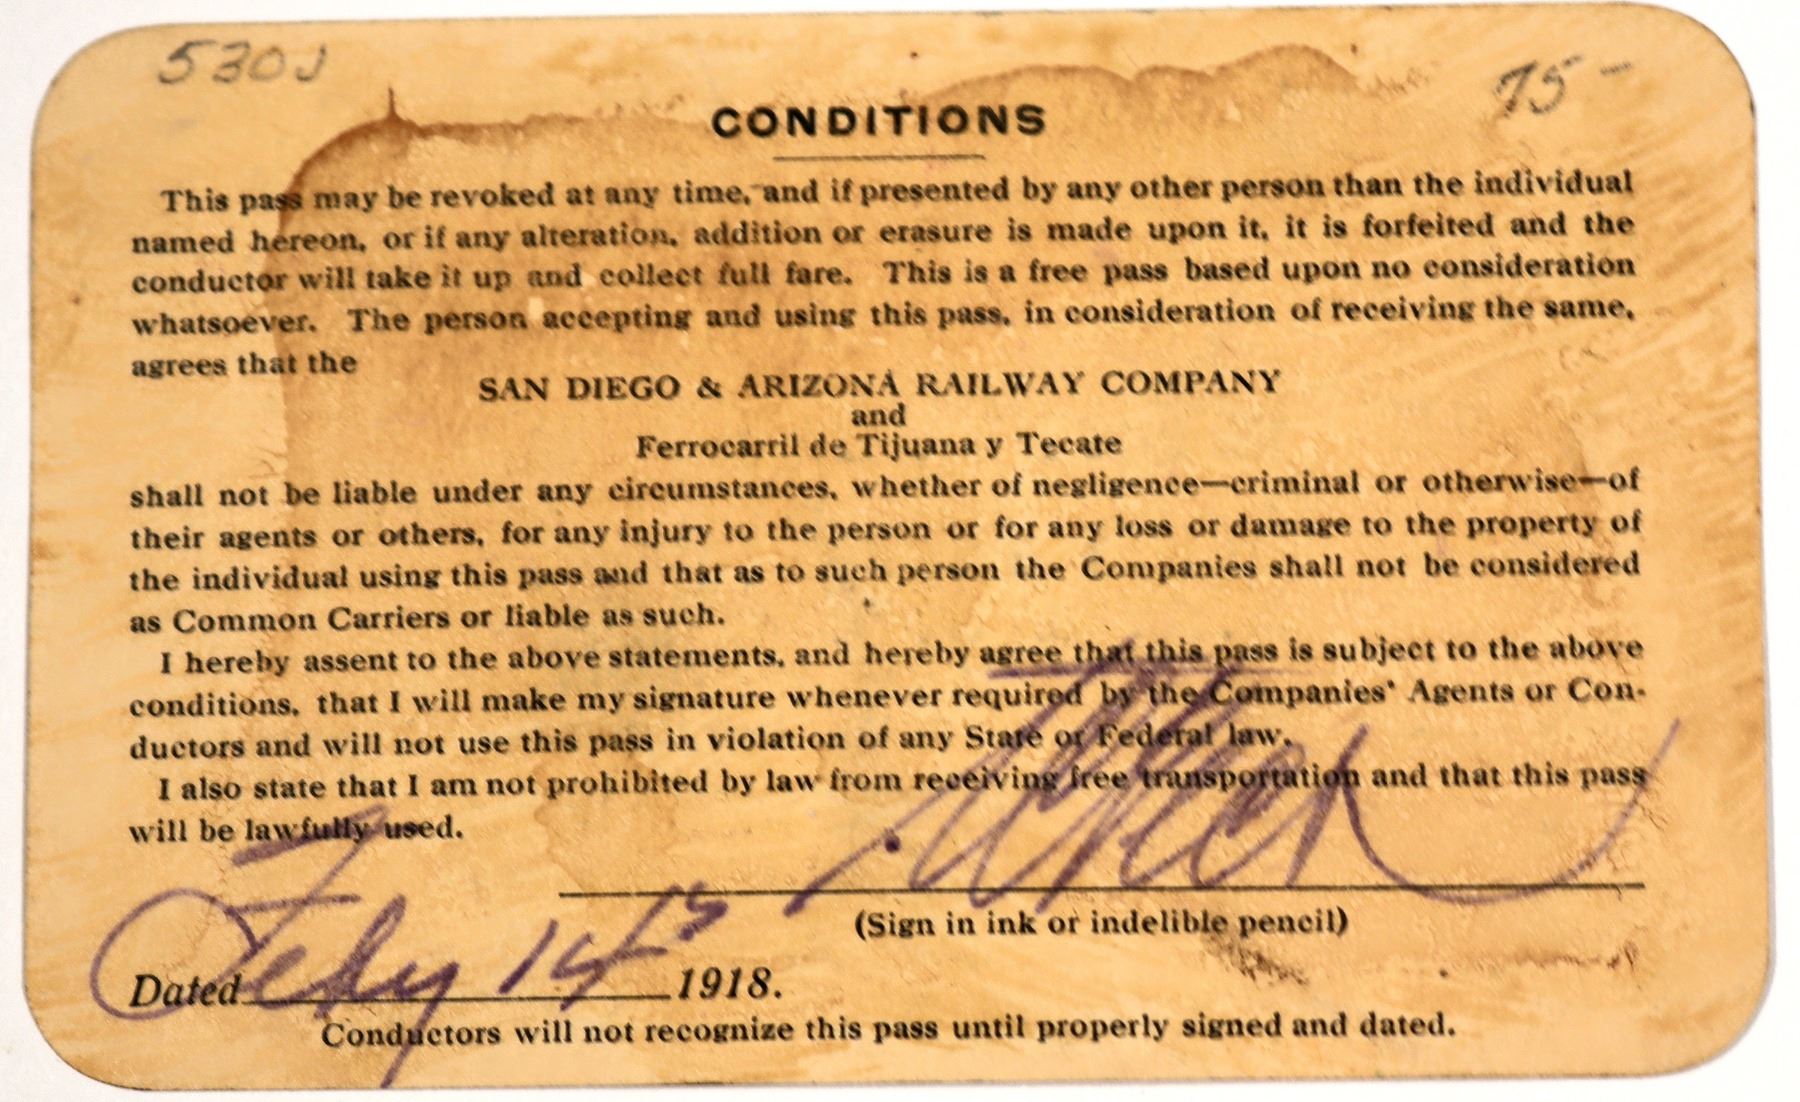 530J
75-
CONDITIONS
This pass may be revoked at any time, and if presented by any other person than the individual
named hereon, or if any alteration, addition or erasure is made upon it, it is forfeited and the
conductor will take it up and collect full fare. This is a free pass based upon no consideration
whatsoever. The person accepting and using this pass, in consideration of receiving the same,
agrees that the
SAN DIEGO & ARIZONA RAILWAY COMPANY
and
Ferrocarril de Tijuana y Tecate
shall not be liable under any circumstances, whether of negligence—criminal or otherwise—of
their agents or others, for any injury to the person or for any loss or damage to the property of
the individual using this pass and that as to such person the Companies shall not be considered
as Common Carriers or liable as such.
I hereby assent to the above statements, and hereby agree that this pass is subject to the above
conditions, that I will make my signature whenever required by the Companies' Agents or Con-
ductors and will not use this pass in violation of any State or Federal law.
I also state that I am not prohibited by law from receiving free transportation and that this pass
will be lawfully used.
(Sign in ink or indelible pencil)
Dated Feby 1918.
Conductors will not recognize this pass until properly signed and dated.